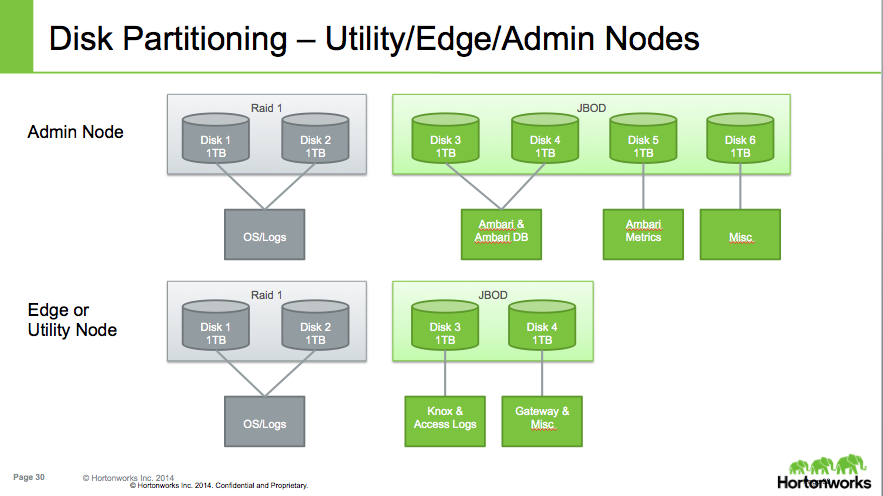 Disk Partitioning – Utility/Edge/Admin Nodes
Admin Node
Raid 1
Disk 1
1TB
Disk 2
1TB
OS/Logs
JBOD
Disk 3
1TB
Disk 4
1TB
Disk 5
1TB
Disk 6
1TB
Ambari &
Ambari DB
Ambari
Metrics
Misc
Edge or
Utility Node
Raid 1
Disk 1
1TB
Disk 2
1TB
OS/Logs
JBOD
Disk 3
1TB
Disk 4
1TB
Knox &
Access Logs
Gateway &
Misc
Page 30
© Hortonworks Inc. 2014
© Hortonworks Inc. 2014. Confidential and Proprietary.
Hortonworks